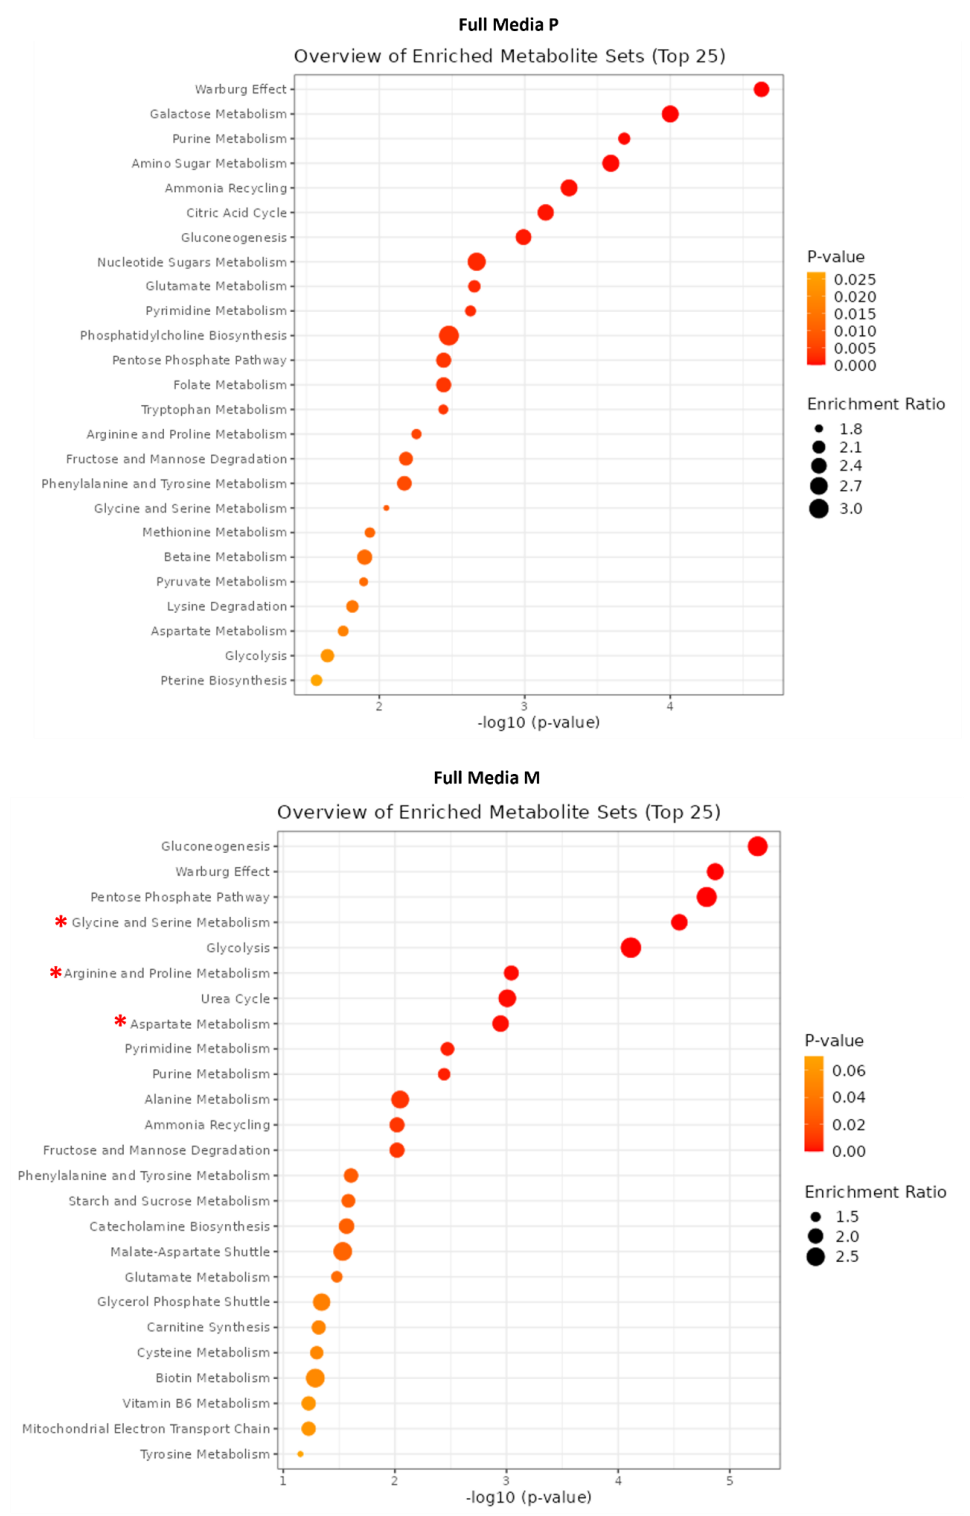 Full Media P
Overview of Enriched Metabolite Sets (Top 25)
Warburg Effect
Galactose Metabolism
Purine Metabolism
Amino Sugar Metabolism
Ammonia Recycling
Citric Acid Cycle
Gluconeogenesis
Nucleotide Sugars Metabolism
Glutamate Metabolism
Pyrimidine Metabolism
Phosphatidylcholine Biosynthesis
Pentose Phosphate Pathway
Folate Metabolism
Tryptophan Metabolism
Arginine and Proline Metabolism
Fructose and Mannose Degradation
Phenylalanine and Tyrosine Metabolism
Glycine and Serine Metabolism
Methionine Metabolism
Betaine Metabolism
Pyruvate Metabolism
Lysine Degradation
Aspartate Metabolism
Glycolysis
Pterine Biosynthesis
2 3 4
-log10 (p-value)
P-value
0.025
0.020
0.015
0.010
0.005
0.000
Enrichment Ratio
1.8
2.1
2.4
2.7
3.0
Full Media M
Overview of Enriched Metabolite Sets (Top 25)
Gluconeogenesis
Warburg Effect
Pentose Phosphate Pathway
* Glycine and Serine Metabolism
Glycolysis
* Arginine and Proline Metabolism
Urea Cycle
* Aspartate Metabolism
Pyrimidine Metabolism
Purine Metabolism
Alanine Metabolism
Ammonia Recycling
Fructose and Mannose Degradation
Phenylalanine and Tyrosine Metabolism
Starch and Sucrose Metabolism
Catecholamine Biosynthesis
Malate-Aspartate Shuttle
Glutamate Metabolism
Glycerol Phosphate Shuttle
Carnitine Synthesis
Cysteine Metabolism
Biotin Metabolism
Vitamin B6 Metabolism
Mitochondrial Electron Transport Chain
Tyrosine Metabolism
1 2 3 4 5
-log10 (p-value)
P-value
0.06
0.04
0.02
0.00
Enrichment Ratio
1.5
2.0
2.5